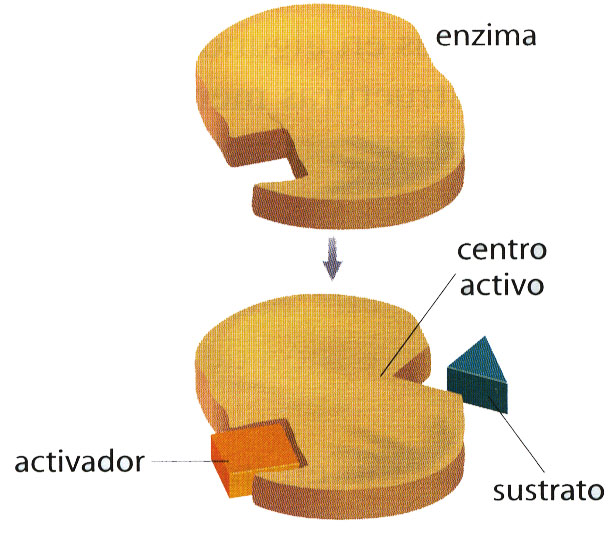 enzima
centro
activo
activador
sustrato